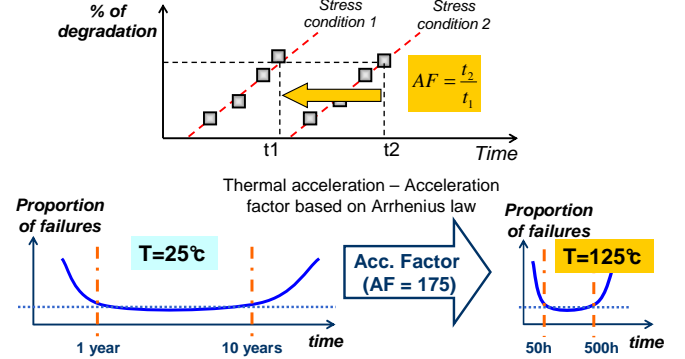 % of
degradation
Stress
condition 1
Stress
condition 2
AF = t2 / t1
t1
t2
Time
Thermal acceleration – Acceleration
factor based on Arrhenius law
Proportion
of failures
T=25℃
1 year
10 years
time
Acc. Factor
(AF = 175)
Proportion
of failures
T=125℃
50h
500h
time